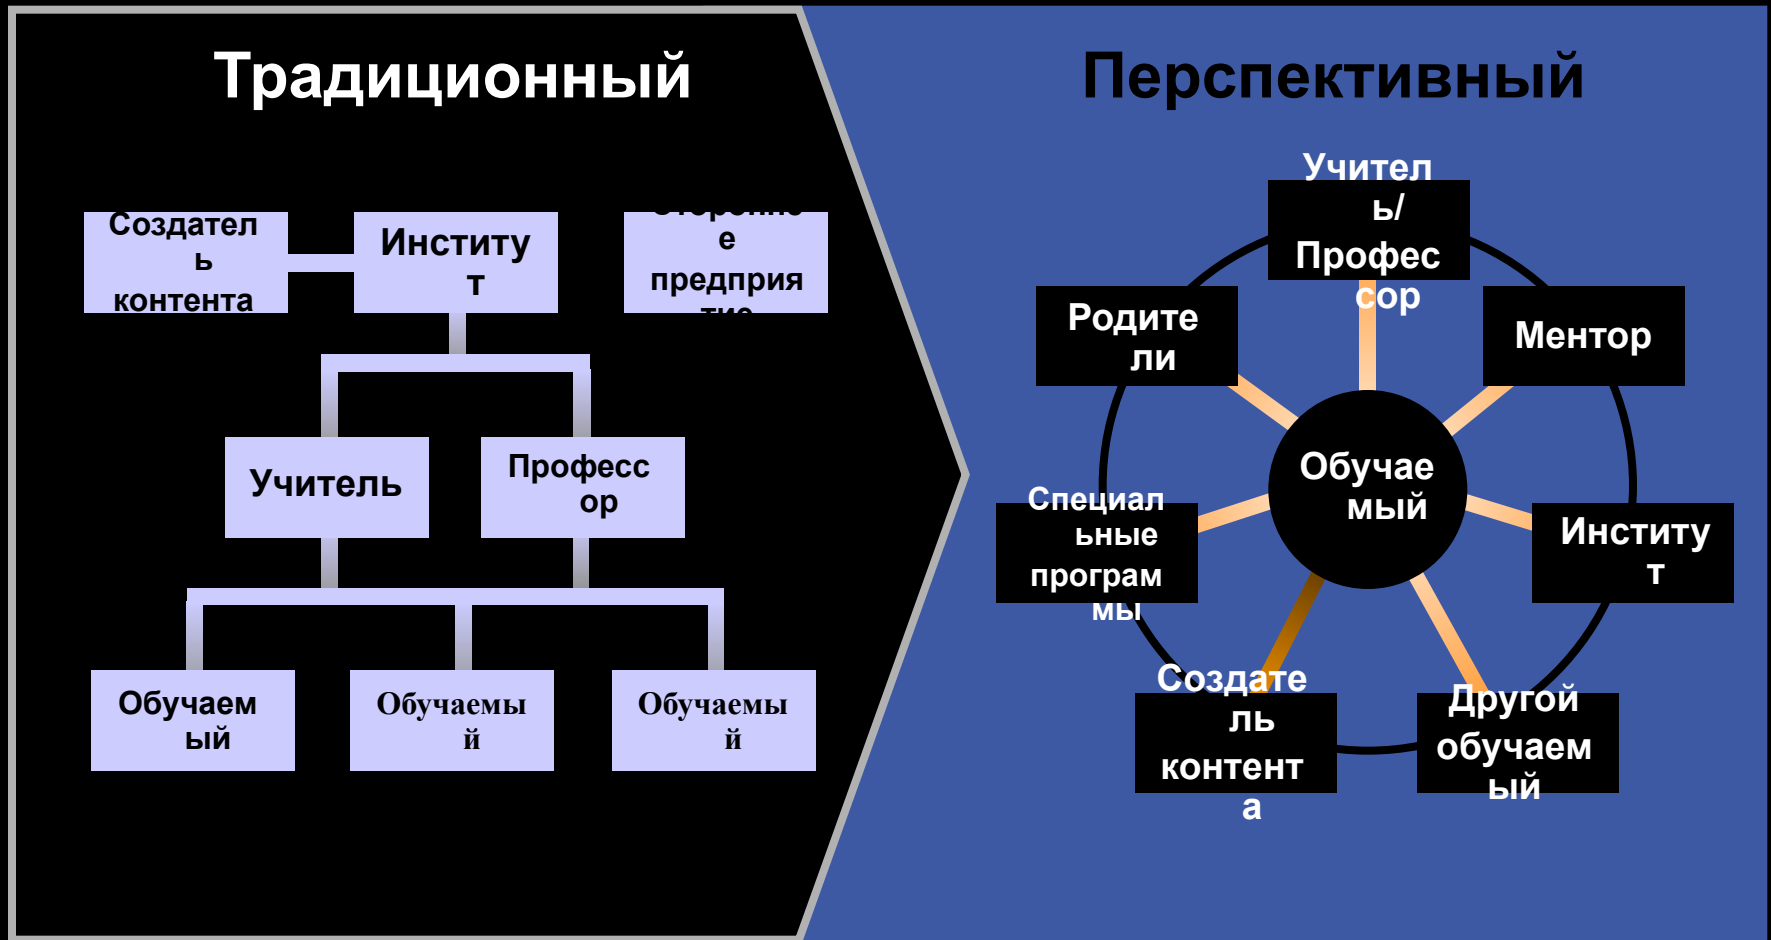 Традиционный
Создател
ь
контента
Институ
т
е
предприя
Учитель
Професс
ор
Обучаем
ый
Обучаемы
й
Обучаемы
й
Перспективный
Учител
ь/
Професс
сор
Родите
ли
Ментор
Обучае
мый
Специал
ьные
програм
мы
Институ
т
Создате
ль
контент
а
Другой
обучаем
ый